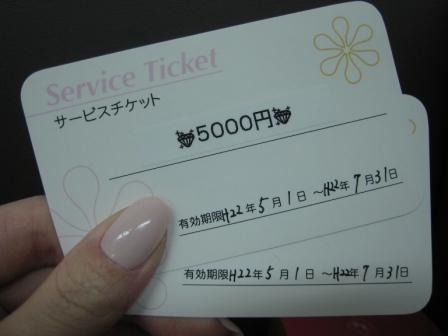 Service Ticket
サービスチケット
5000円
有効期限H22年5月1日 〜H22年7月31日
有効期限H22年5月1日 〜H22年7月31日